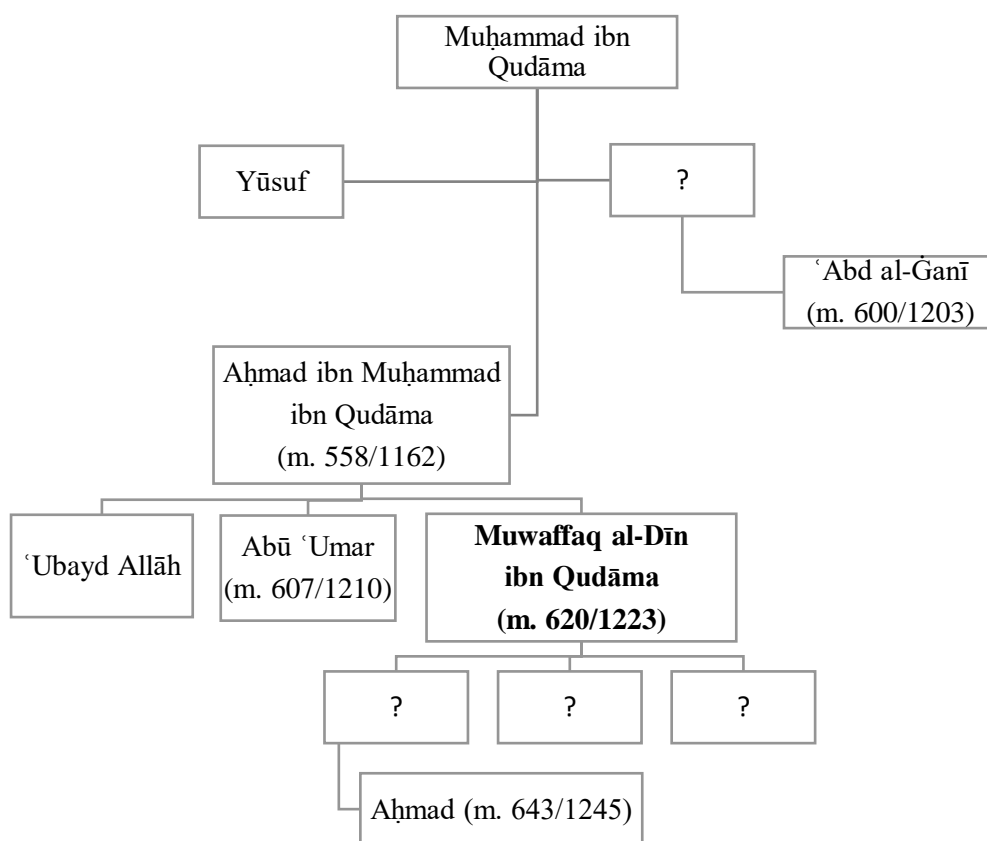 Muḥammad ibn
Qudāma
Yūsuf
?
ʿAbd al-Ġanī
(m. 600/1203)
Aḥmad ibn Muḥammad
ibn Qudāma
(m. 558/1162)
ʿUbayd Allāh
Abū ʿUmar
(m. 607/1210)
Muwaffaq al-Dīn
ibn Qudāma
(m. 620/1223)
?
?
?
Aḥmad (m. 643/1245)